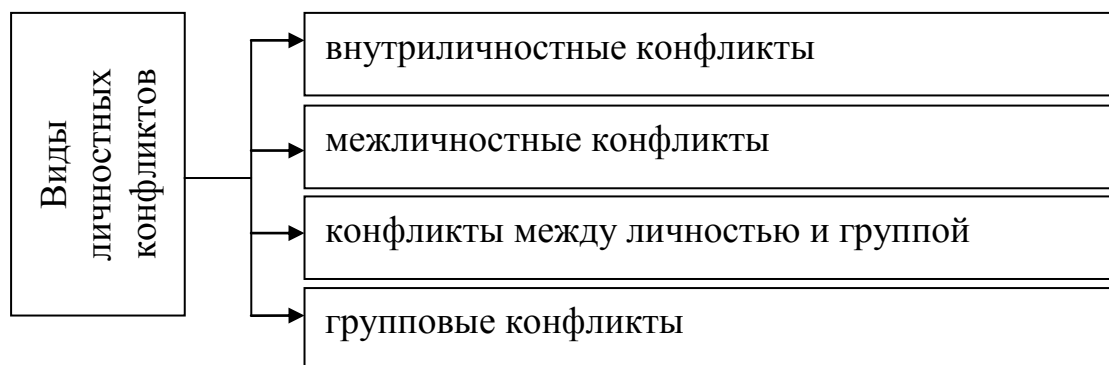 Виды
личностных
конфликтов
внутриличностные конфликты
межличностные конфликты
конфликты между личностью и группой
групповые конфликты